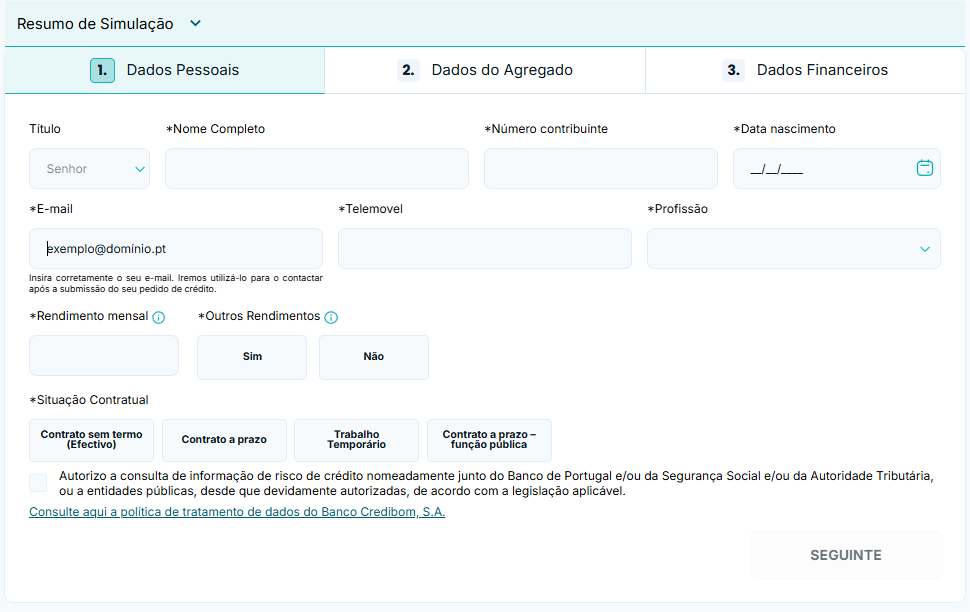 Resumo de Simulação
1. Dados Pessoais
2. Dados do Agregado
3. Dados Financeiros
Título
*Nome Completo
*Número contribuinte
*Data nascimento
Senhor
__/__/____
*E-mail
*Telemovel
*Profissão
exemplo@domínio.pt
Insira corretamente o seu e-mail. Iremos utilizá-lo para o contactar
após a submissão do seu pedido de crédito.
*Rendimento mensal
*Outros Rendimentos
Sim
Não
*Situação Contratual
Contrato sem termo
(Efectivo)
Contrato a prazo
Trabalho
Temporário
Contrato a prazo –
função pública
Autorizo a consulta de informação de risco de crédito nomeadamente junto do Banco de Portugal e/ou da Segurança Social e/ou da Autoridade Tributária,
ou a entidades públicas, desde que devidamente autorizadas, de acordo com a legislação aplicável.
Consulte aqui a política de tratamento de dados do Banco Credibom, S.A.
SEGUINTE